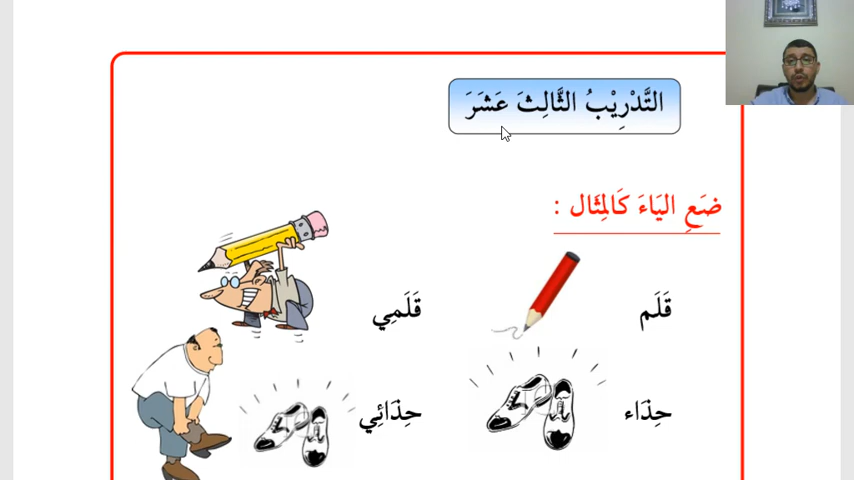 التَّدْرِيْبُ الثَّالِثَ عَشَرَ
ضَعِ اليَاءَ كَالمِثَال :
قَلَم قَلَمِي
حِذَاء حِذَائِي